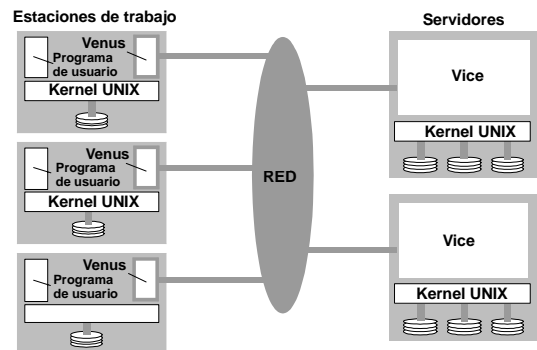 Estaciones de trabajo
Servidores
Venus
Programa
de usuario
Kernel UNIX
Venus
Programa
de usuario
Kernel UNIX
Venus
Programa
de usuario
RED
Vice
Kernel UNIX
Vice
Kernel UNIX